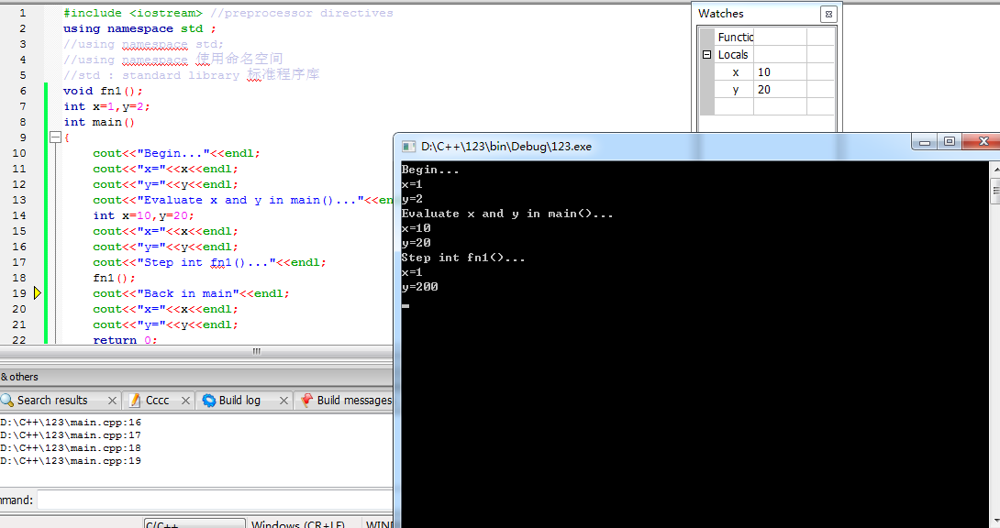 1 #include <iostream> //preprocessor directives
2 using namespace std ;
3 //using namespace std;
4 //using namespace 使用命名空间
5 //std : standard library 标准程序库
6 void fn1();
7 int x=1,y=2;
8 int main()
9 {
10 cout<<"Begin..."<<endl;
11 cout<<"x="<<x<<endl;
12 cout<<"y="<<y<<endl;
13 cout<<"Evaluate x and y in main()..."<<en
14 int x=10,y=20;
15 cout<<"x="<<x<<endl;
16 cout<<"y="<<y<<endl;
17 cout<<"Step int fn1()..."<<endl;
18 fn1();
19 cout<<"Back in main"<<endl;
20 cout<<"x="<<x<<endl;
21 cout<<"y="<<y<<endl;
22 return 0;
Watches
Functic
Locals
x 10
y 20
D:\C++\123\bin\Debug\123.exe
Begin...
x=1
y=2
Evaluate x and y in main()...
x=10
y=20
Step int fn1()...
x=1
y=200
& others
Search results Cccc Build log Build messages
D:\C++\123\main.cpp:16
D:\C++\123\main.cpp:17
D:\C++\123\main.cpp:18
D:\C++\123\main.cpp:19
mmand:
C/C++ Windows (CR+LF) WIN